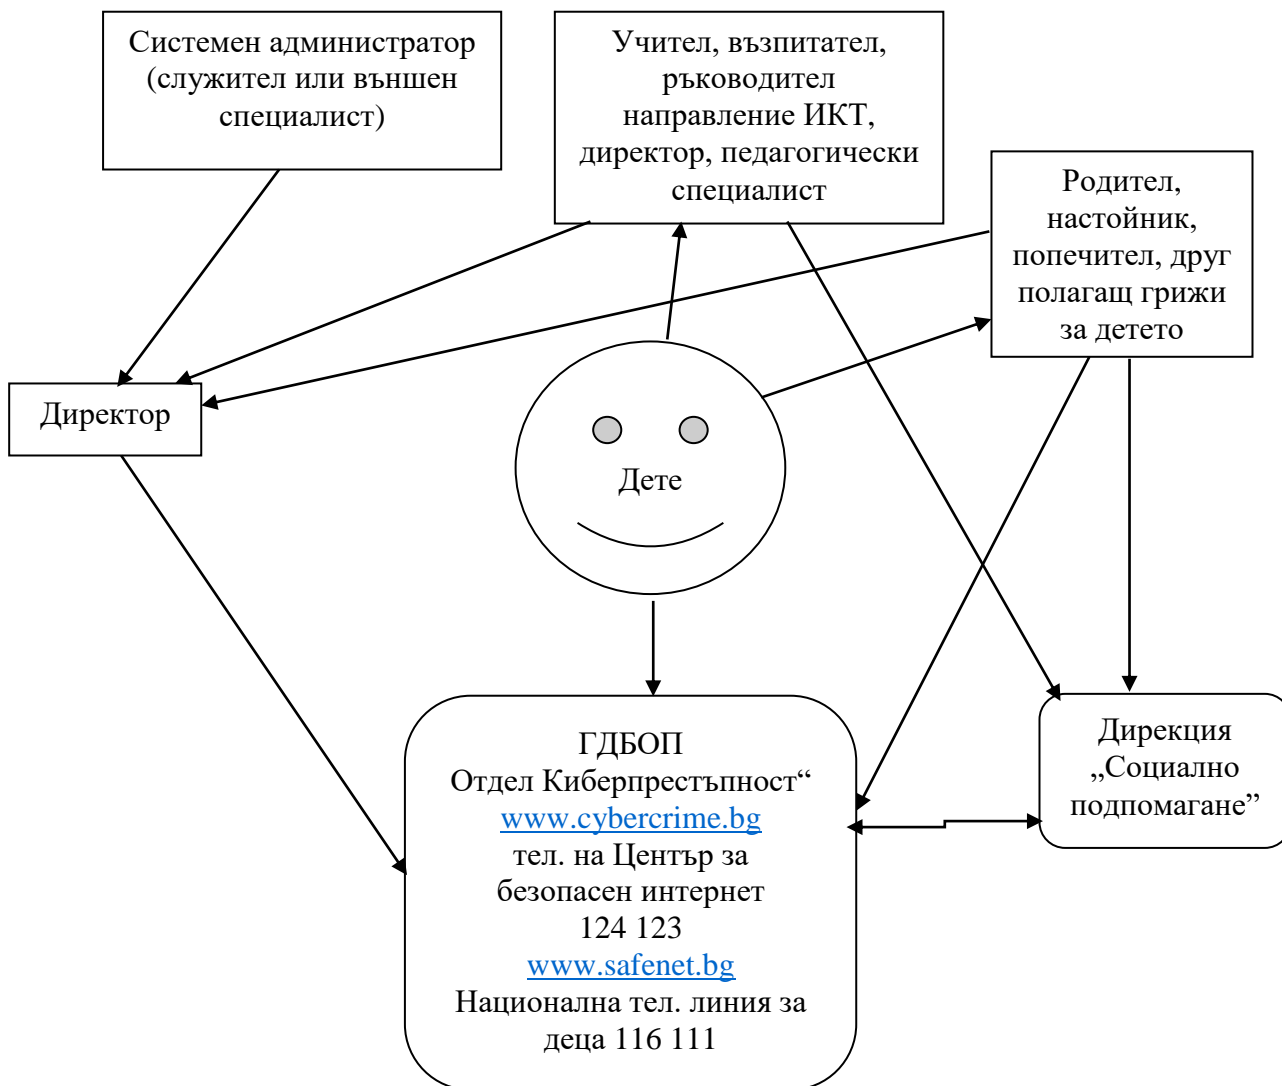 Системен администратор
(служител или външен
специалист)
Учител, възпитател,
ръководител
направление ИКТ,
директор, педагогически
специалист
Родител,
настойник,
попечител, друг
полагащ грижи
за детето
Директор
Дете
ГДБОП
Отдел Киберпрестъпност“
www.cybercrime.bg
тел. на Център за
безопасен интернет
124 123
www.safenet.bg
Национална тел. линия за
деца 116 111
Дирекция
„Социално
подпомагане”